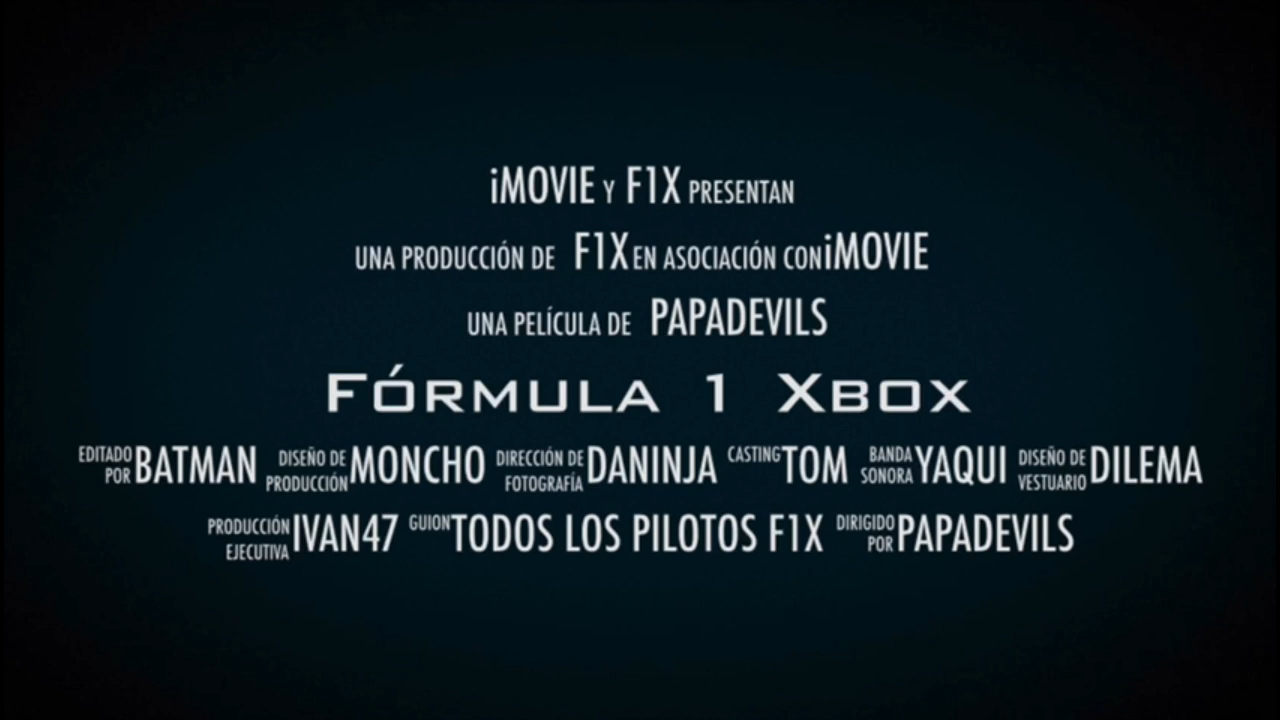 iMOVIE Y F1X PRESENTAN
UNA PRODUCCIÓN DE F1X EN ASOCIACIÓN CON iMOVIE
UNA PELÍCULA DE PAPADEVILS
FÓRMULA 1 XBOX
EDITADO POR BATMAN DISEÑO DE PRODUCCIÓN MONCHO DIRECCIÓN DE FOTOGRAFÍA DANINJA CASTING TOM BANDA SONORA YAQUI DISEÑO DE VESTUARIO DILEMA
PRODUCCIÓN EJECUTIVA IVAN47 GUION TODOS LOS PILOTOS F1X DIRIGIDO POR PAPADEVILS